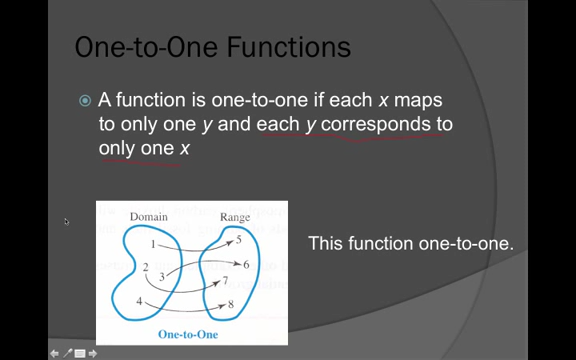 One-to-One Functions
A function is one-to-one if each x maps
to only one y and each y corresponds to
only one x
Domain Range
1 5
2 3 6
7
4 8
One-to-One
This function one-to-one.